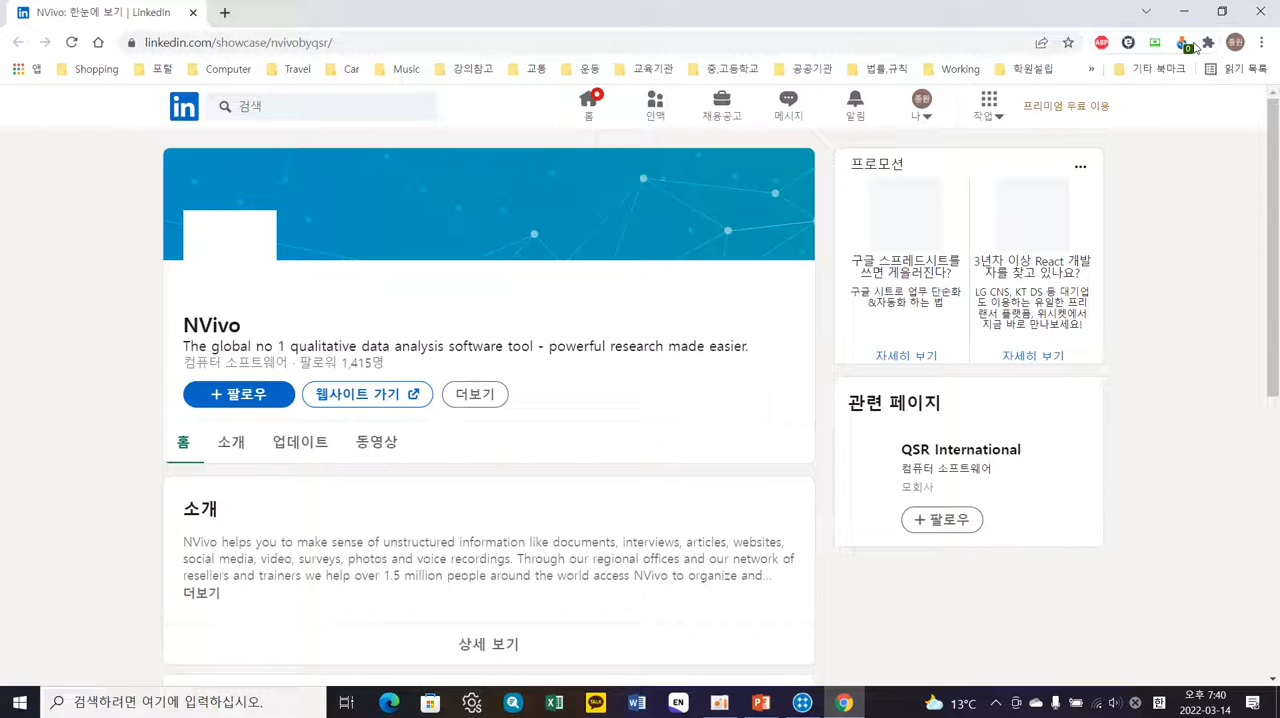 NVivo: 한눈에 보기 | LinkedIn
linkedin.com/showcase/nvivobyqsr/
ABP
0
종원
앱 Shopping 포털 Computer Travel Car Music 강의참고 교통 운동 교육기관 중,고등학교 공공기관 법률,규칙 Working 학원설립 » 기타 북마크 읽기 목록
in 검색 홈 인맥 채용공고 메시지 알림 나 작업 프리미엄 무료 이용
종원
NVivo
The global no 1 qualitative data analysis software tool - powerful research made easier.
컴퓨터 소프트웨어 · 팔로워 1,415명
+ 팔로우 웹사이트 가기 더보기
홈 소개 업데이트 동영상
소개
NVivo helps you to make sense of unstructured information like documents, interviews, articles, websites,
social media, video, surveys, photos and voice recordings. Through our regional offices and our network of
resellers and trainers we help over 1.5 million people around the world access NVivo to organize and...
더보기
상세 보기
프로모션
구글 스프레드시트를
쓰면 게을러진다?
구글 시트로 업무 단순화
&자동화 하는 법
자세히 보기
3년차 이상 React 개발
자를 찾고 있나요?
LG CNS, KT DS 등 대기업
도 이용하는 유일한 프리
랜서 플랫폼, 위시켓에서
지금 바로 만나보세요!
자세히 보기
관련 페이지
QSR International
컴퓨터 소프트웨어
모회사
+ 팔로우
검색하려면 여기에 입력하십시오.
TALK
EN
13°C
한
오후 7:40
2022-03-14